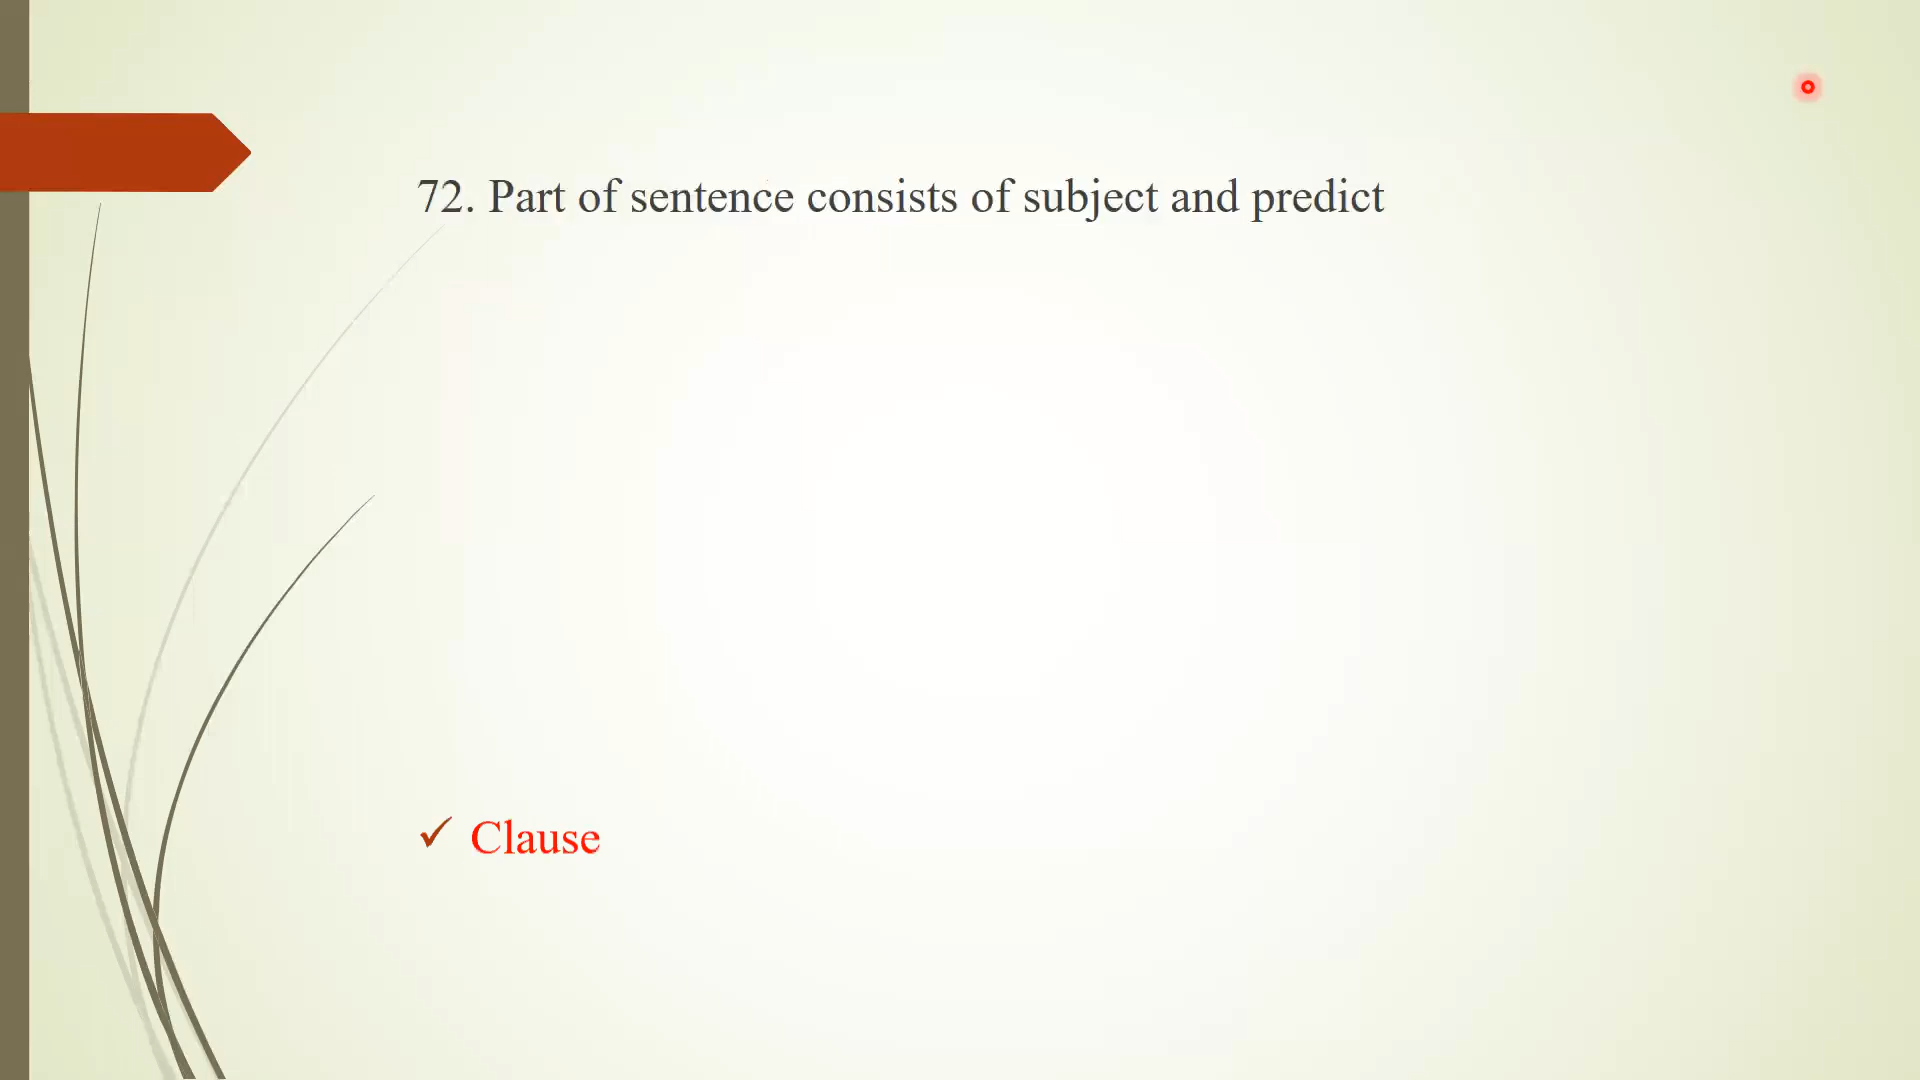 72. Part of sentence consists of subject and predict
✓ Clause